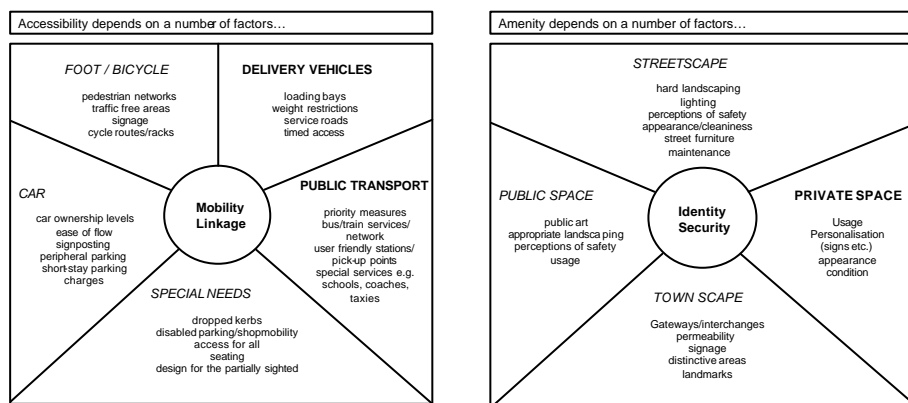 Accessibility depends on a number of factors…
FOOT / BICYCLE
pedestrian networks
traffic free areas
signage
cycle routes/racks
DELIVERY VEHICLES
loading bays
weight restrictions
service roads
timed access
CAR
car ownership levels
ease of flow
signposting
peripheral parking
short-stay parking
charges
Mobility
Linkage
PUBLIC TRANSPORT
priority measures
bus/train services/
network
user friendly stations/
pick-up points
special services e.g.
schools, coaches,
taxies
SPECIAL NEEDS
dropped kerbs
disabled parking/shopmobility
access for all
seating
design for the partially sighted
Amenity depends on a number of factors…
STREETSCAPE
hard landscaping
lighting
perceptions of safety
appearance/cleaniness
street furniture
maintenance
PUBLIC SPACE
public art
appropriate landscaping
perceptions of safety
usage
Identity
Security
PRIVATE SPACE
Usage
Personalisation
(signs etc.)
appearance
condition
TOWN SCAPE
Gateways/interchanges
permeability
signage
distinctive areas
landmarks